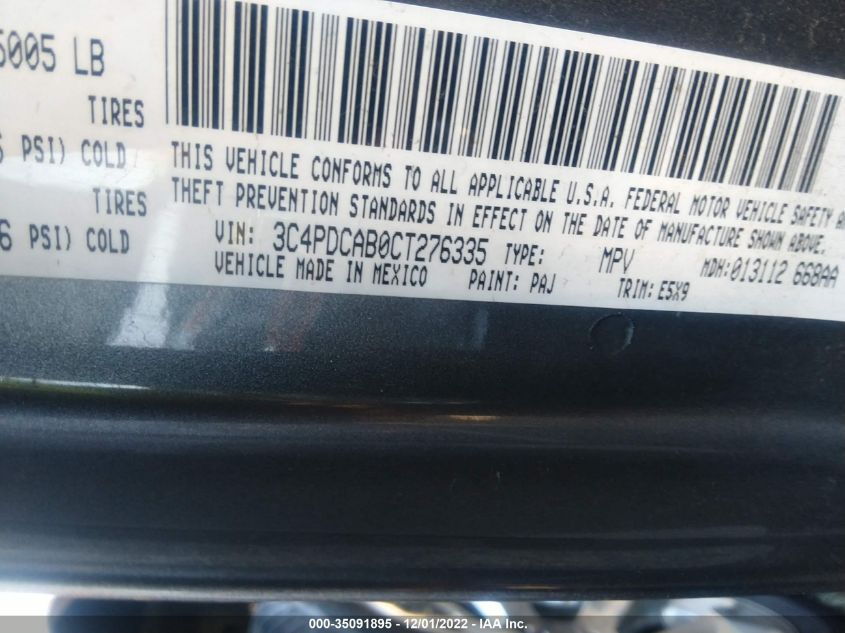 5005 LB
TIRES
PSI) COLD
TIRES
6 PSI) COLD
THIS VEHICLE CONFORMS TO ALL APPLICABLE U.S.A. FEDERAL MOTOR VEHICLE SAFETY
THEFT PREVENTION STANDARDS IN EFFECT ON THE DATE OF MANUFACTURE SHOWN ABOVE.
VIN: 3C4PDCAB0CT276335 TYPE: MPV MDH:013112 668AA
VEHICLE MADE IN MEXICO PAINT: PAJ TRIM: E5X9
000-35091895 - 12/01/2022 - IAA Inc.